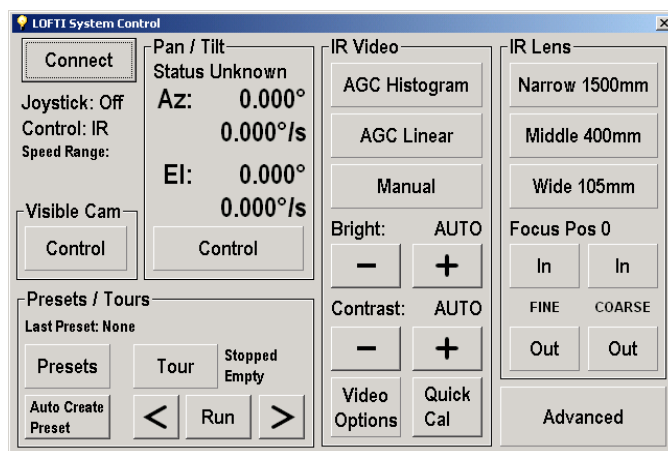 LOFTI System Control
Connect
Joystick: Off
Control: IR
Speed Range:
Visible Cam
Control
Pan / Tilt
Status Unknown
Az: 0.000°
0.000°/s
El: 0.000°
0.000°/s
Control
Presets / Tours
Last Preset: None
Presets
Tour
Stopped
Empty
Auto Create
Preset
<
Run
>
IR Video
AGC Histogram
AGC Linear
Manual
Bright: AUTO
− +
Contrast: AUTO
− +
Video
Options
Quick
Cal
IR Lens
Narrow 1500mm
Middle 400mm
Wide 105mm
Focus Pos 0
In In
FINE COARSE
Out Out
Advanced